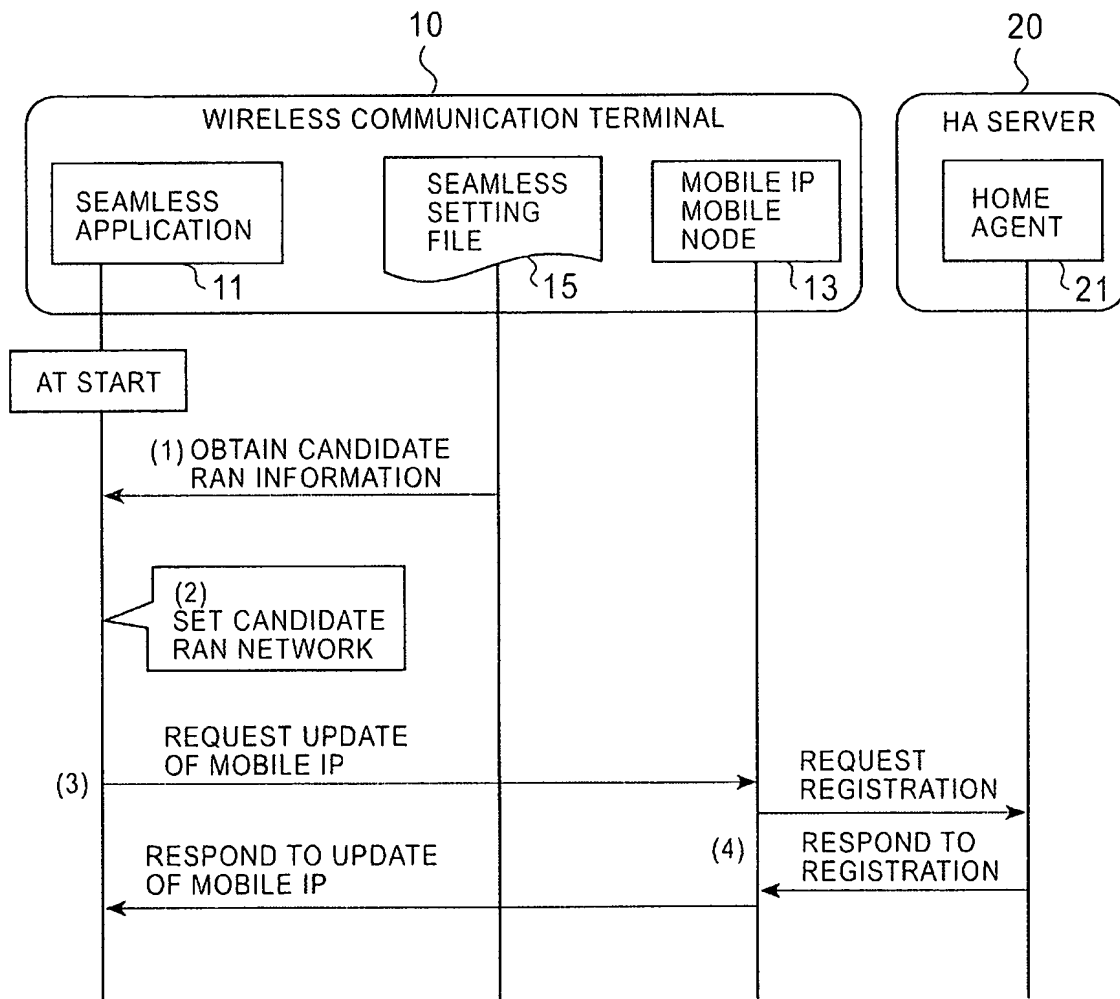 10
20
WIRELESS COMMUNICATION TERMINAL
HA SERVER
SEAMLESS
APPLICATION
11
SEAMLESS
SETTING
FILE
15
MOBILE IP
MOBILE
NODE
13
HOME
AGENT
21
AT START
(1) OBTAIN CANDIDATE
RAN INFORMATION
(2)
SET CANDIDATE
RAN NETWORK
REQUEST UPDATE
OF MOBILE IP
(3)
REQUEST
REGISTRATION
(4)
RESPOND TO
REGISTRATION
RESPOND TO UPDATE
OF MOBILE IP